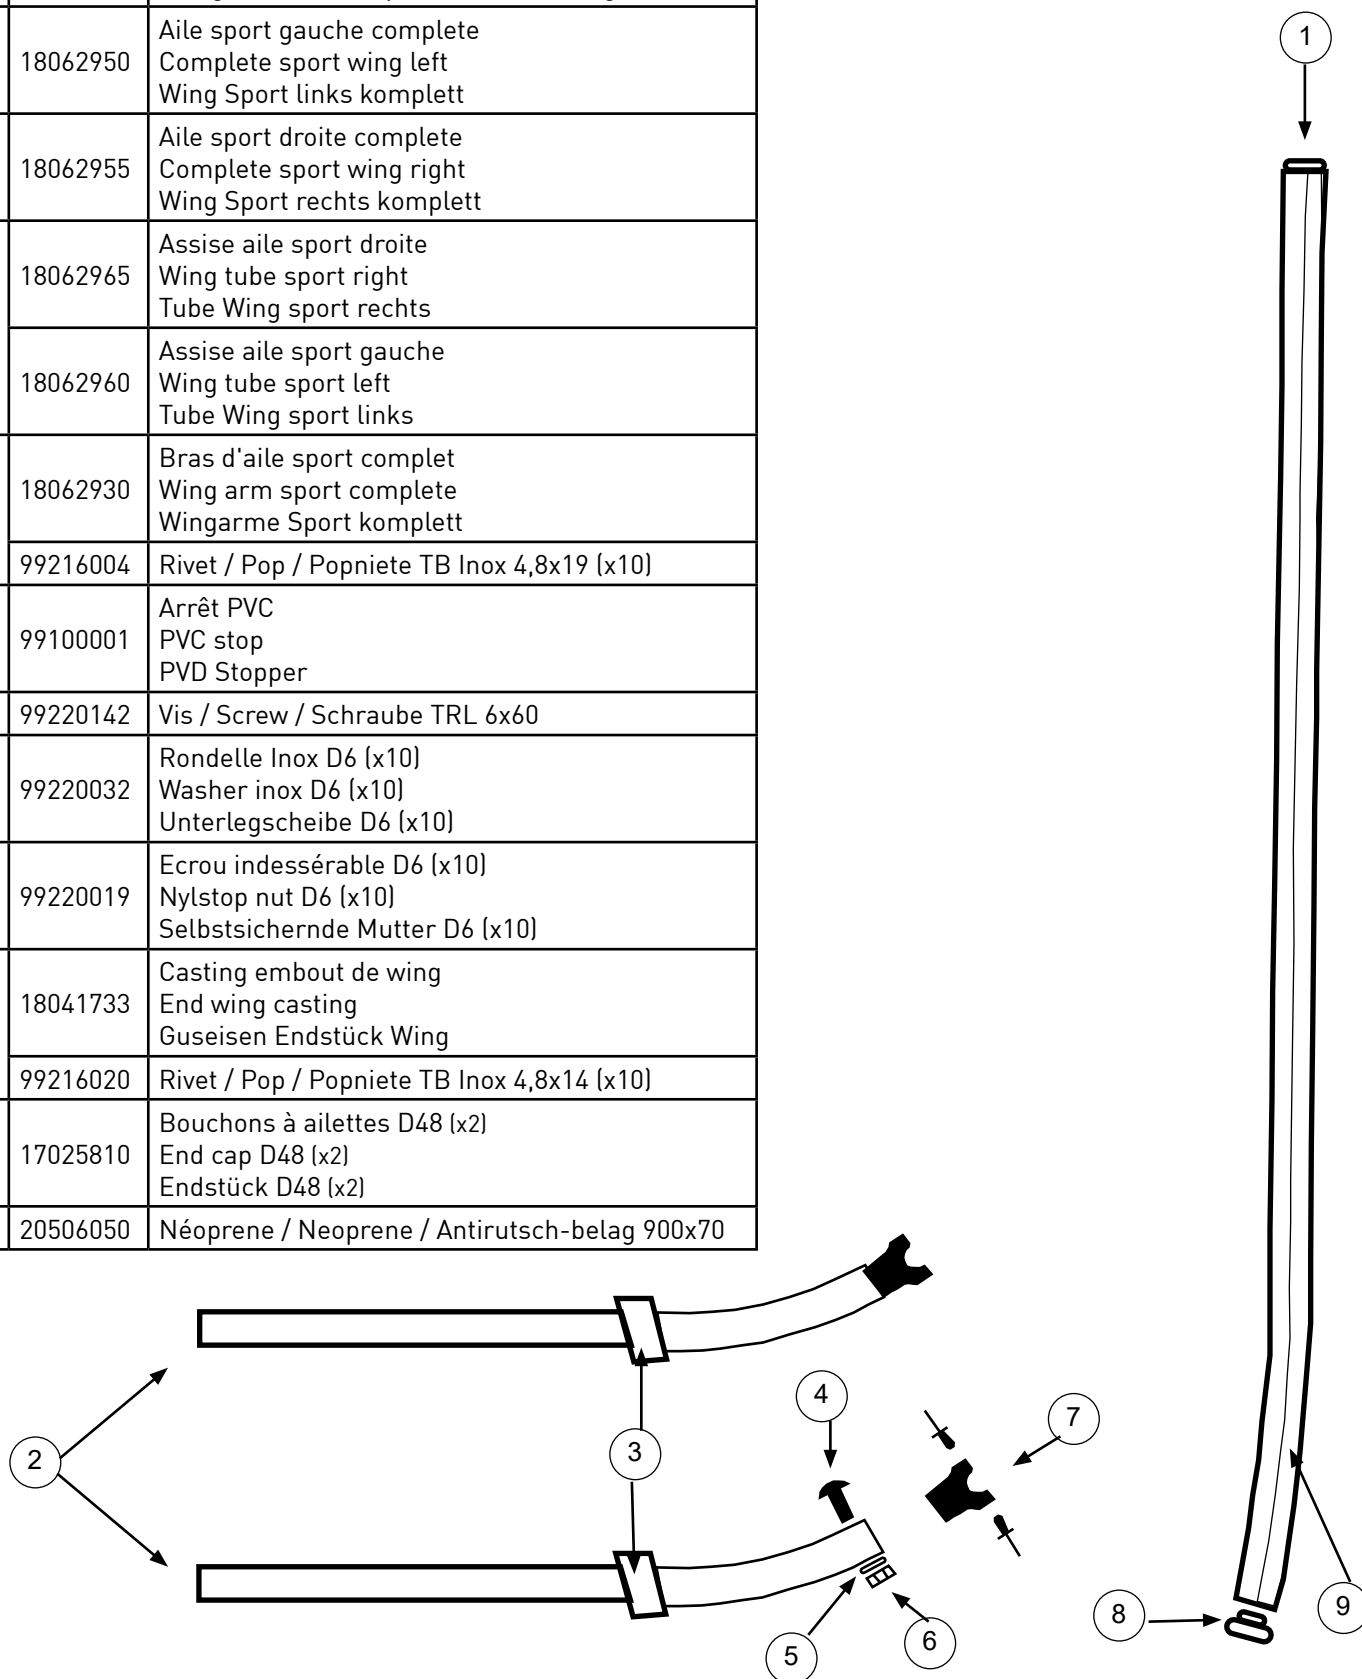 18062950
Aile sport gauche complete
Complete sport wing left
Wing Sport links komplett
18062955
Aile sport droite complete
Complete sport wing right
Wing Sport rechts komplett
18062965
Assise aile sport droite
Wing tube sport right
Tube Wing sport rechts
18062960
Assise aile sport gauche
Wing tube sport left
Tube Wing sport links
18062930
Bras d'aile sport complet
Wing arm sport complete
Wingarme Sport komplett
99216004
Rivet / Pop / Popniete TB Inox 4,8x19 (x10)
99100001
Arrêt PVC
PVC stop
PVD Stopper
99220142
Vis / Screw / Schraube TRL 6x60
99220032
Rondelle Inox D6 (x10)
Washer inox D6 (x10)
Unterlegscheibe D6 (x10)
99220019
Ecrou indessérable D6 (x10)
Nylstop nut D6 (x10)
Selbstsichernde Mutter D6 (x10)
18041733
Casting embout de wing
End wing casting
Guseisen Endstück Wing
99216020
Rivet / Pop / Popniete TB Inox 4,8x14 (x10)
17025810
Bouchons à ailettes D48 (x2)
End cap D48 (x2)
Endstück D48 (x2)
20506050
Néoprene / Neoprene / Antirutsch-belag 900x70
1
2
3
4
5
6
7
8
9